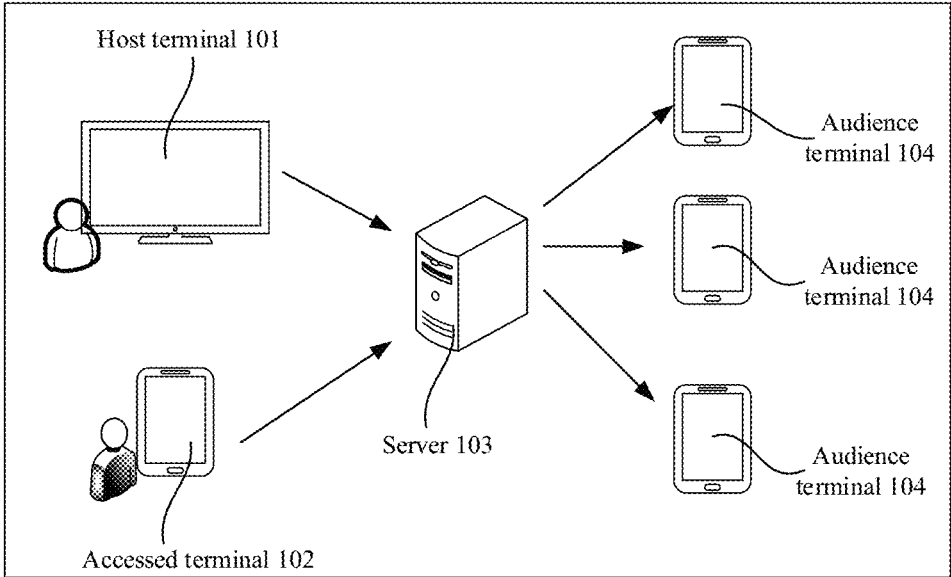 Host terminal 101
Audience
terminal 104
Audience
terminal 104
Server 103
Audience
terminal 104
Accessed terminal 102